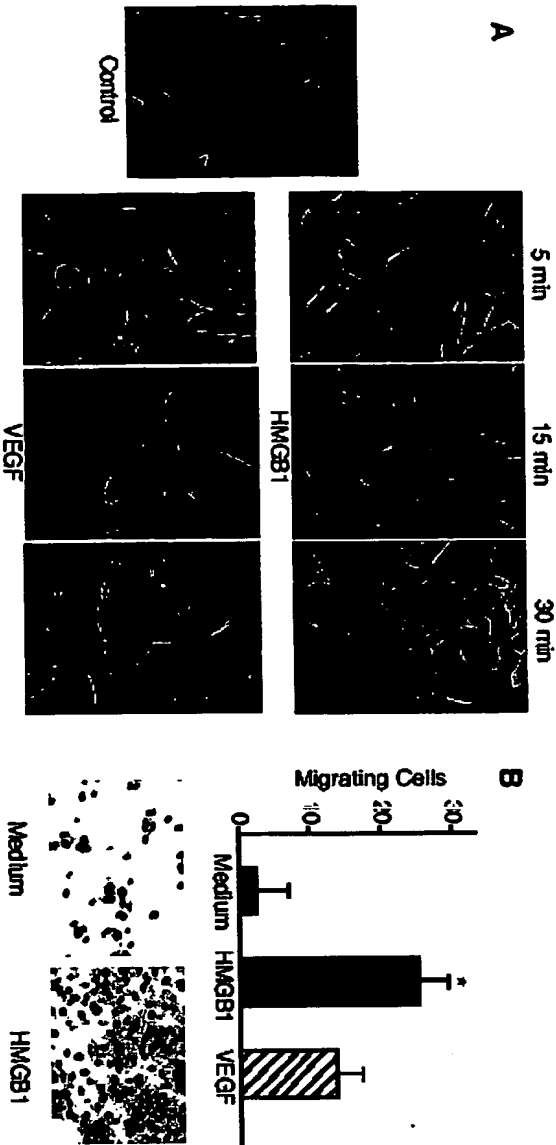 A
5 min
15 min
30 min
HMGB1
Control
VEGF
B
Migrating Cells
30
20
10
0
Medium
HMGB1
VEGF
*
Medium
HMGB1